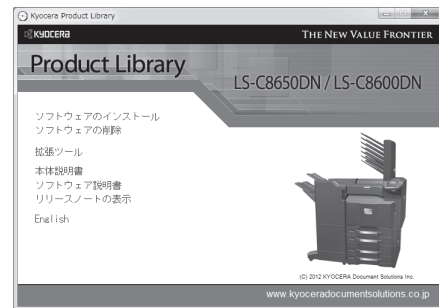 Kyocera Product Library
KYOCERA
THE NEW VALUE FRONTIER
Product Library
LS-C8650DN / LS-C8600DN
ソフトウェアのインストール
ソフトウェアの削除
拡張ツール
本体説明書
ソフトウェア説明書
リリースノートの表示
English
(C) 2012 KYOCERA Document Solutions Inc.
www.kyoceradocumentsolutions.co.jp